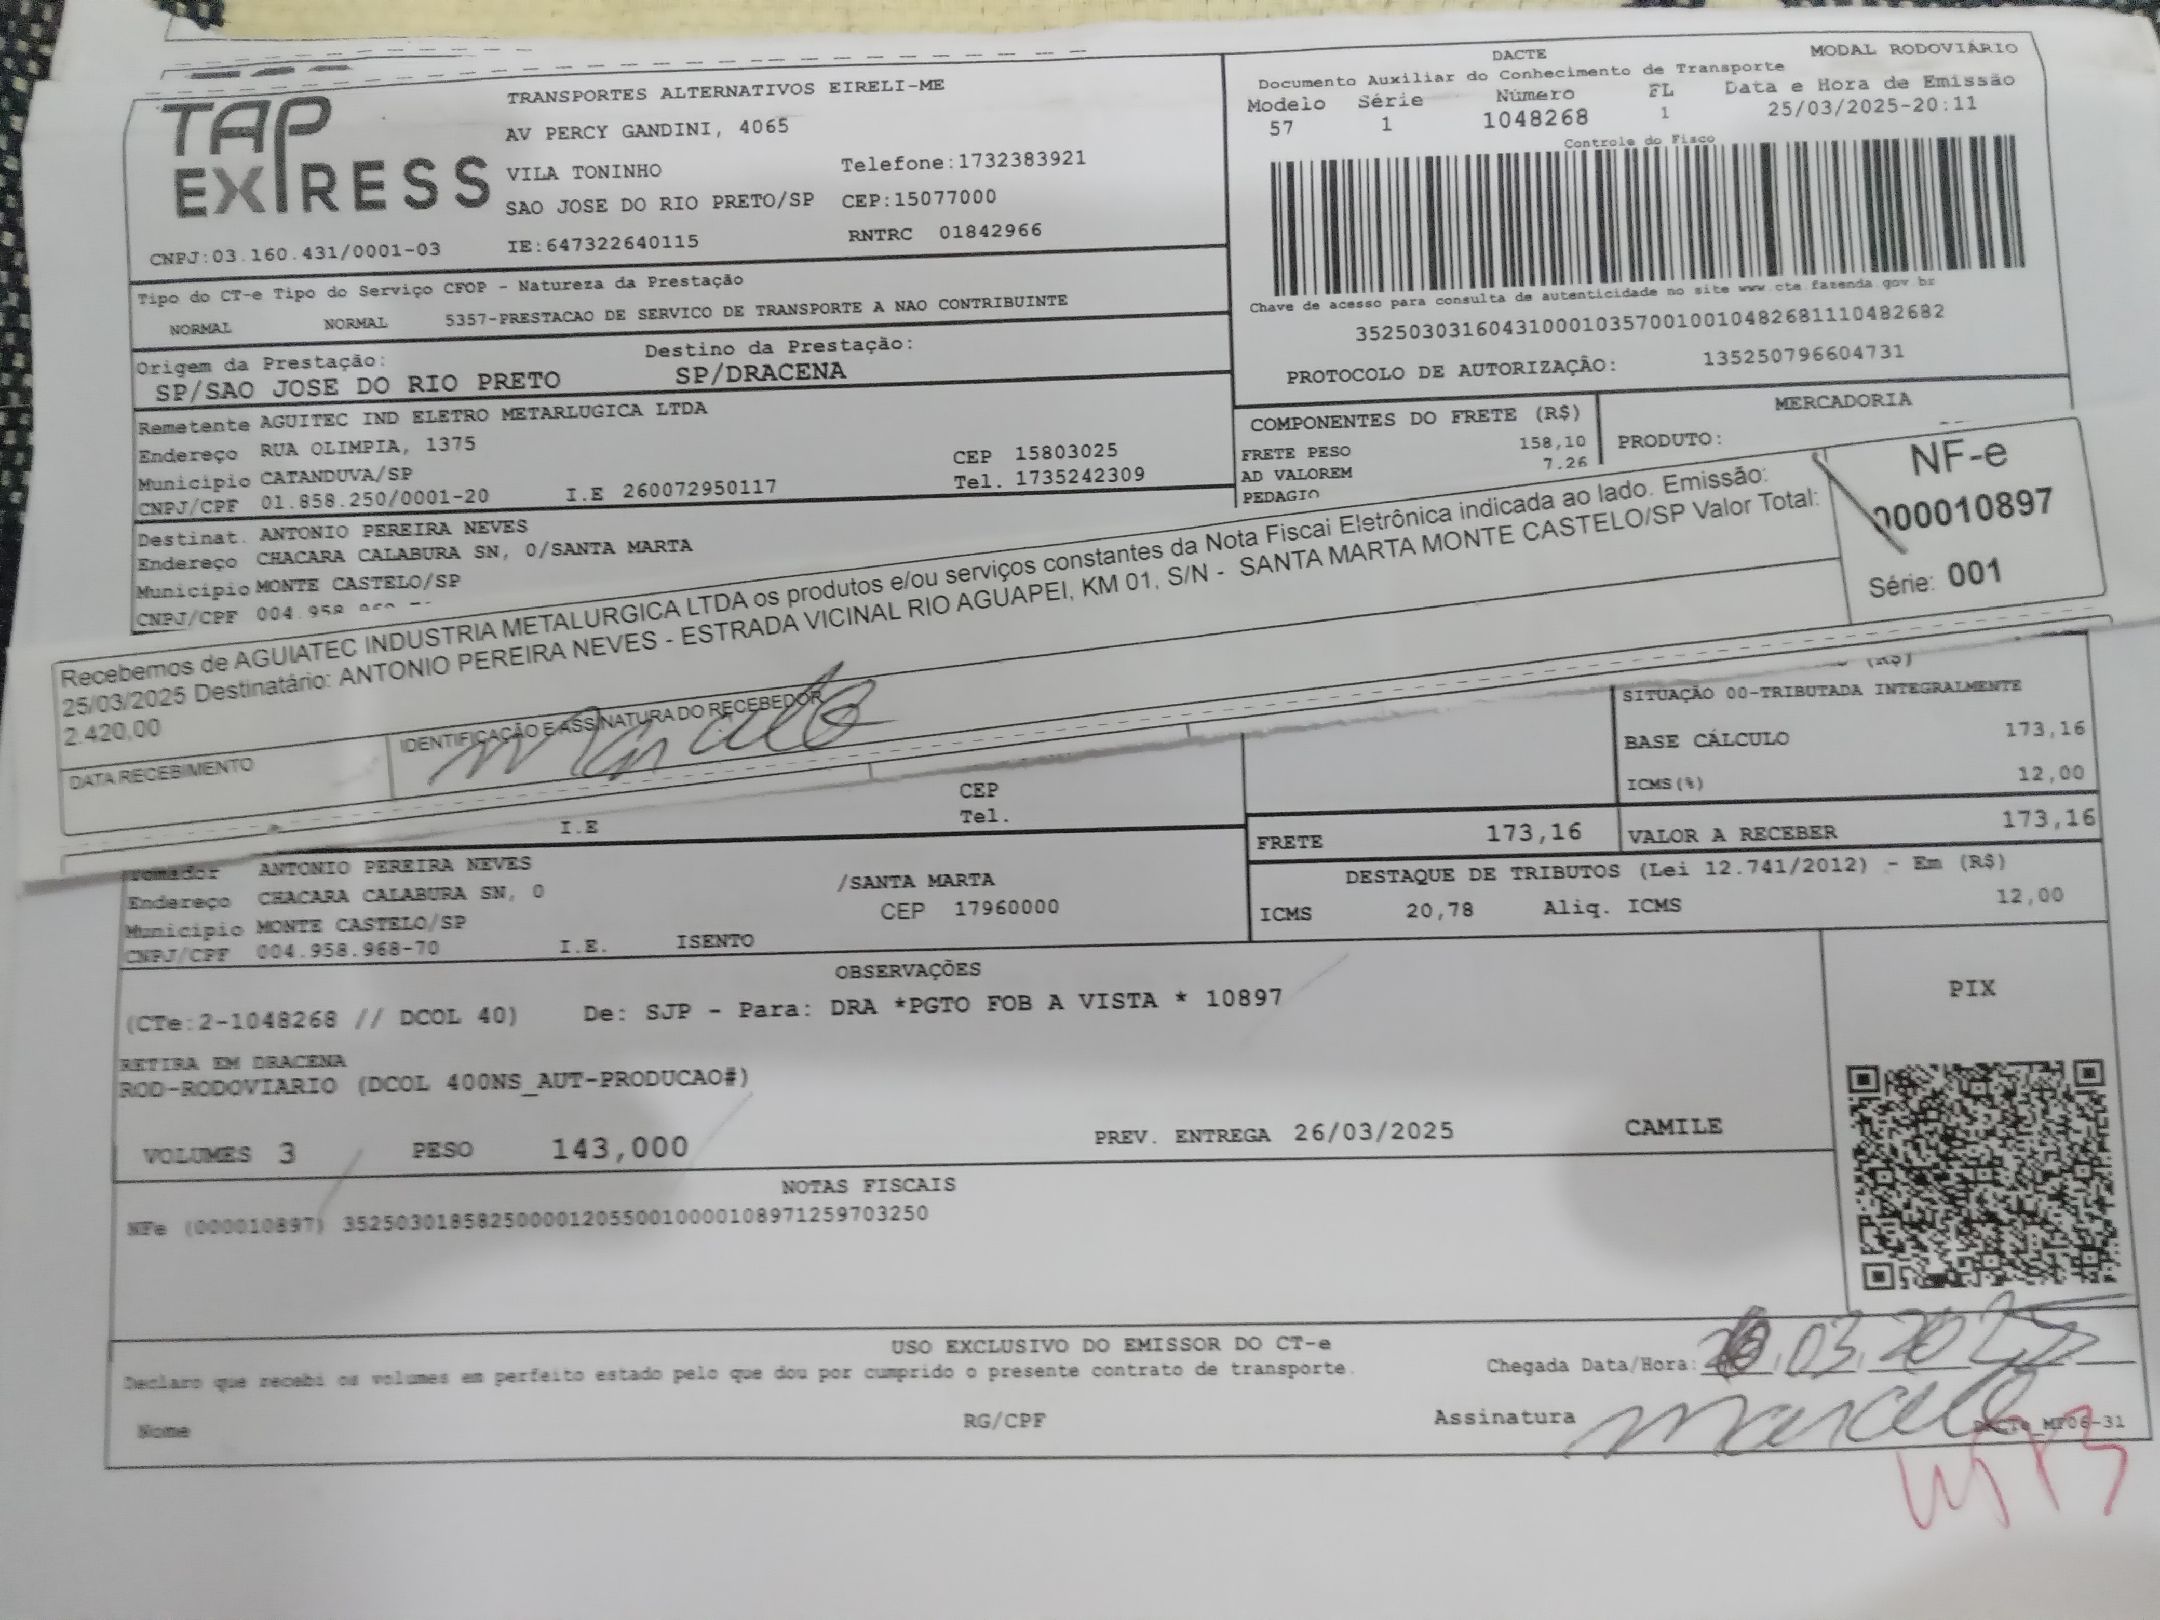 TAP
EXPRESS
TRANSPORTES ALTERNATIVOS EIRELI-ME
AV PERCY GANDINI, 4065
VILA TONINHO Telefone:1732383921
SAO JOSE DO RIO PRETO/SP CEP:15077000
CNPJ:03.160.431/0001-03 IE:647322640115 RNTRC 01842966
DACTE MODAL RODOVIÁRIO
Documento Auxiliar do Conhecimento de Transporte
Modelo Série Número FL Data e Hora de Emissão
57 1 1048268 1 25/03/2025-20:11
Controle do Fisco
Chave de acesso para consulta de autenticidade no site www.cte.fazenda.gov.br
35250303160431000103570010010482681110482682
PROTOCOLO DE AUTORIZAÇÃO: 135250796604731
Tipo do CT-e Tipo do Serviço CFOP - Natureza da Prestação
NORMAL NORMAL 5357-PRESTACAO DE SERVICO DE TRANSPORTE A NAO CONTRIBUINTE
Origem da Prestação: Destino da Prestação:
SP/SAO JOSE DO RIO PRETO SP/DRACENA
Remetente AGUITEC IND ELETRO METARLUGICA LTDA
Endereço RUA OLIMPIA, 1375
Município CATANDUVA/SP CEP 15803025
CNPJ/CPF 01.858.250/0001-20 I.E 260072950117 Tel. 1735242309
COMPONENTES DO FRETE (R$) MERCADORIA
FRETE PESO 158,10 PRODUTO:
AD VALOREM 7.26
PEDAGIO
Destinat. ANTONIO PEREIRA NEVES
Endereço CHACARA CALABURA SN, 0/SANTA MARTA
Município MONTE CASTELO/SP
CNPJ/CPF 004.958
Recebemos de AGUIATEC INDUSTRIA METALURGICA LTDA os produtos e/ou serviços constantes da Nota Fiscal Eletrônica indicada ao lado. Emissão:
25/03/2025 Destinatário: ANTONIO PEREIRA NEVES - ESTRADA VICINAL RIO AGUAPEI, KM 01, S/N - SANTA MARTA MONTE CASTELO/SP Valor Total:
2.420,00
DATA RECEBIMENTO IDENTIFICAÇÃO E ASSINATURA DO RECEBEDOR
Marcelo
NF-e
000010897
Série: 001
(R$)
SITUAÇÃO 00-TRIBUTADA INTEGRALMENTE
BASE CÁLCULO 173,16
ICMS(%) 12,00
CEP
I.E Tel.
FRETE 173,16 VALOR A RECEBER 173,16
Tomador ANTONIO PEREIRA NEVES
Endereço CHACARA CALABURA SN, 0 /SANTA MARTA
Município MONTE CASTELO/SP CEP 17960000
CNPJ/CPF 004.958.968-70 I.E. ISENTO
DESTAQUE DE TRIBUTOS (Lei 12.741/2012) - Em (R$)
ICMS 20,78 Aliq. ICMS 12,00
OBSERVAÇÕES
(CTe:2-1048268 // DCOL 40) De: SJP - Para: DRA *PGTO FOB A VISTA * 10897
RETIRA EM DRACENA
ROD-RODOVIARIO (DCOL 400NS_AUT-PRODUCAO#)
VOLUMES 3 PESO 143,000 PREV. ENTREGA 26/03/2025 CAMILE
PIX
NOTAS FISCAIS
NFe (000010897) 35250301858250000120550010000108971259703250
USO EXCLUSIVO DO EMISSOR DO CT-e
Declaro que recebi os volumes em perfeito estado pelo que dou por cumprido o presente contrato de transporte.
Chegada Data/Hora: 03.2025
Nome RG/CPF Assinatura Marcelo